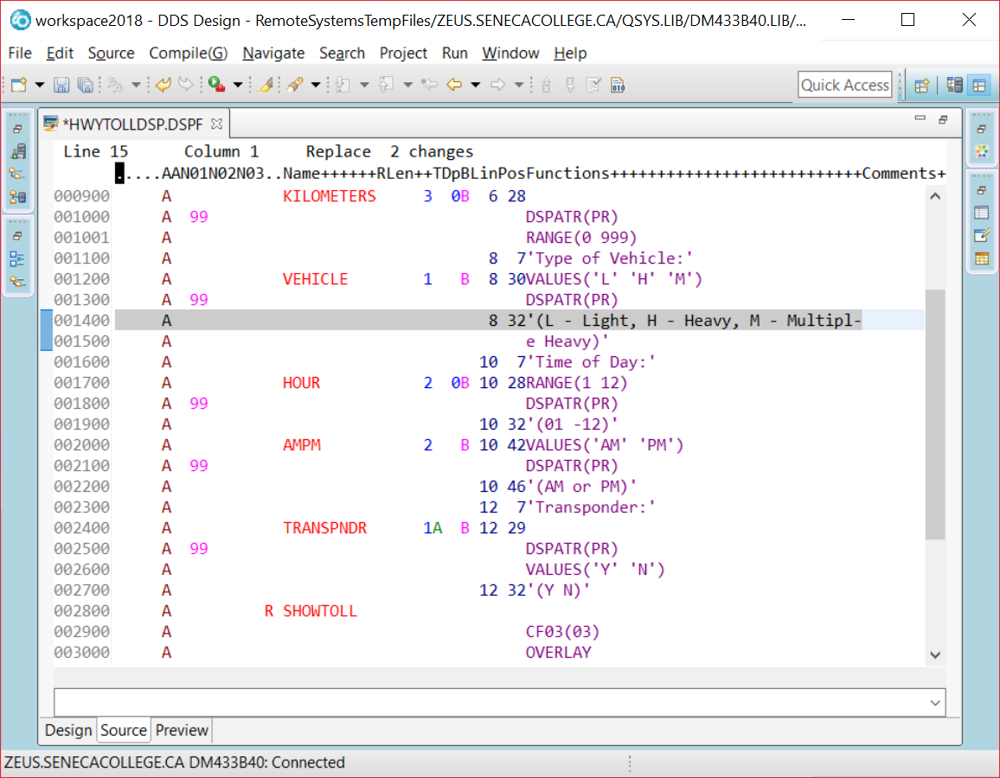 workspace2018 - DDS Design - RemoteSystemsTempFiles/ZEUS.SENECACOLLEGE.CA/QSYS.LIB/DM433B40.LIB/...
File Edit Source Compile(G) Navigate Search Project Run Window Help
Quick Access
*HWYTOLLDSP.DSPF
Line 15      Column 1     Replace  2 changes
.....AAN01N02N03..Name++++++RLen++TDpBLinPosFunctions+++++++++++++++++++++++++++Comments+
000900     A            KILOMETERS     3  0B  6 28
001000     A  99                                  DSPATR(PR)
001001     A                                      RANGE(0 999)
001100     A                                  8  7'Type of Vehicle:'
001200     A            VEHICLE        1   B  8 30VALUES('L' 'H' 'M')
001300     A  99                                  DSPATR(PR)
001400     A                                  8 32'(L - Light, H - Heavy, M - Multipl-
001500     A                                      e Heavy)'
001600     A                                 10  7'Time of Day:'
001700     A            HOUR           2  0B 10 28RANGE(1 12)
001800     A  99                                  DSPATR(PR)
001900     A                                 10 32'(01 -12)'
002000     A            AMPM           2   B 10 42VALUES('AM' 'PM')
002100     A  99                                  DSPATR(PR)
002200     A                                 10 46'(AM or PM)'
002300     A                                 12  7'Transponder:'
002400     A            TRANSPNDR      1A  B 12 29
002500     A  99                                  DSPATR(PR)
002600     A                                      VALUES('Y' 'N')
002700     A                                 12 32'(Y N)'
002800     A          R SHOWTOLL
002900     A                                      CF03(03)
003000     A                                      OVERLAY
Design Source Preview
ZEUS.SENECACOLLEGE.CA DM433B40: Connected